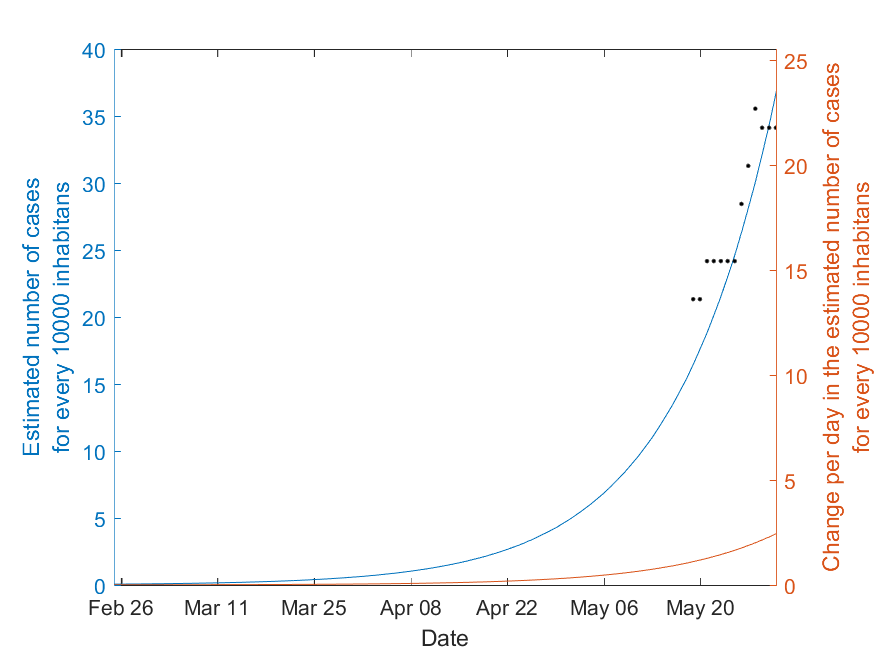 40
35
30
25
20
15
10
5
0
Estimated number of cases
for every 10000 inhabitans
25
20
15
10
5
0
Change per day in the estimated number of cases
for every 10000 inhabitans
Feb 26 Mar 11 Mar 25 Apr 08 Apr 22 May 06 May 20
Date